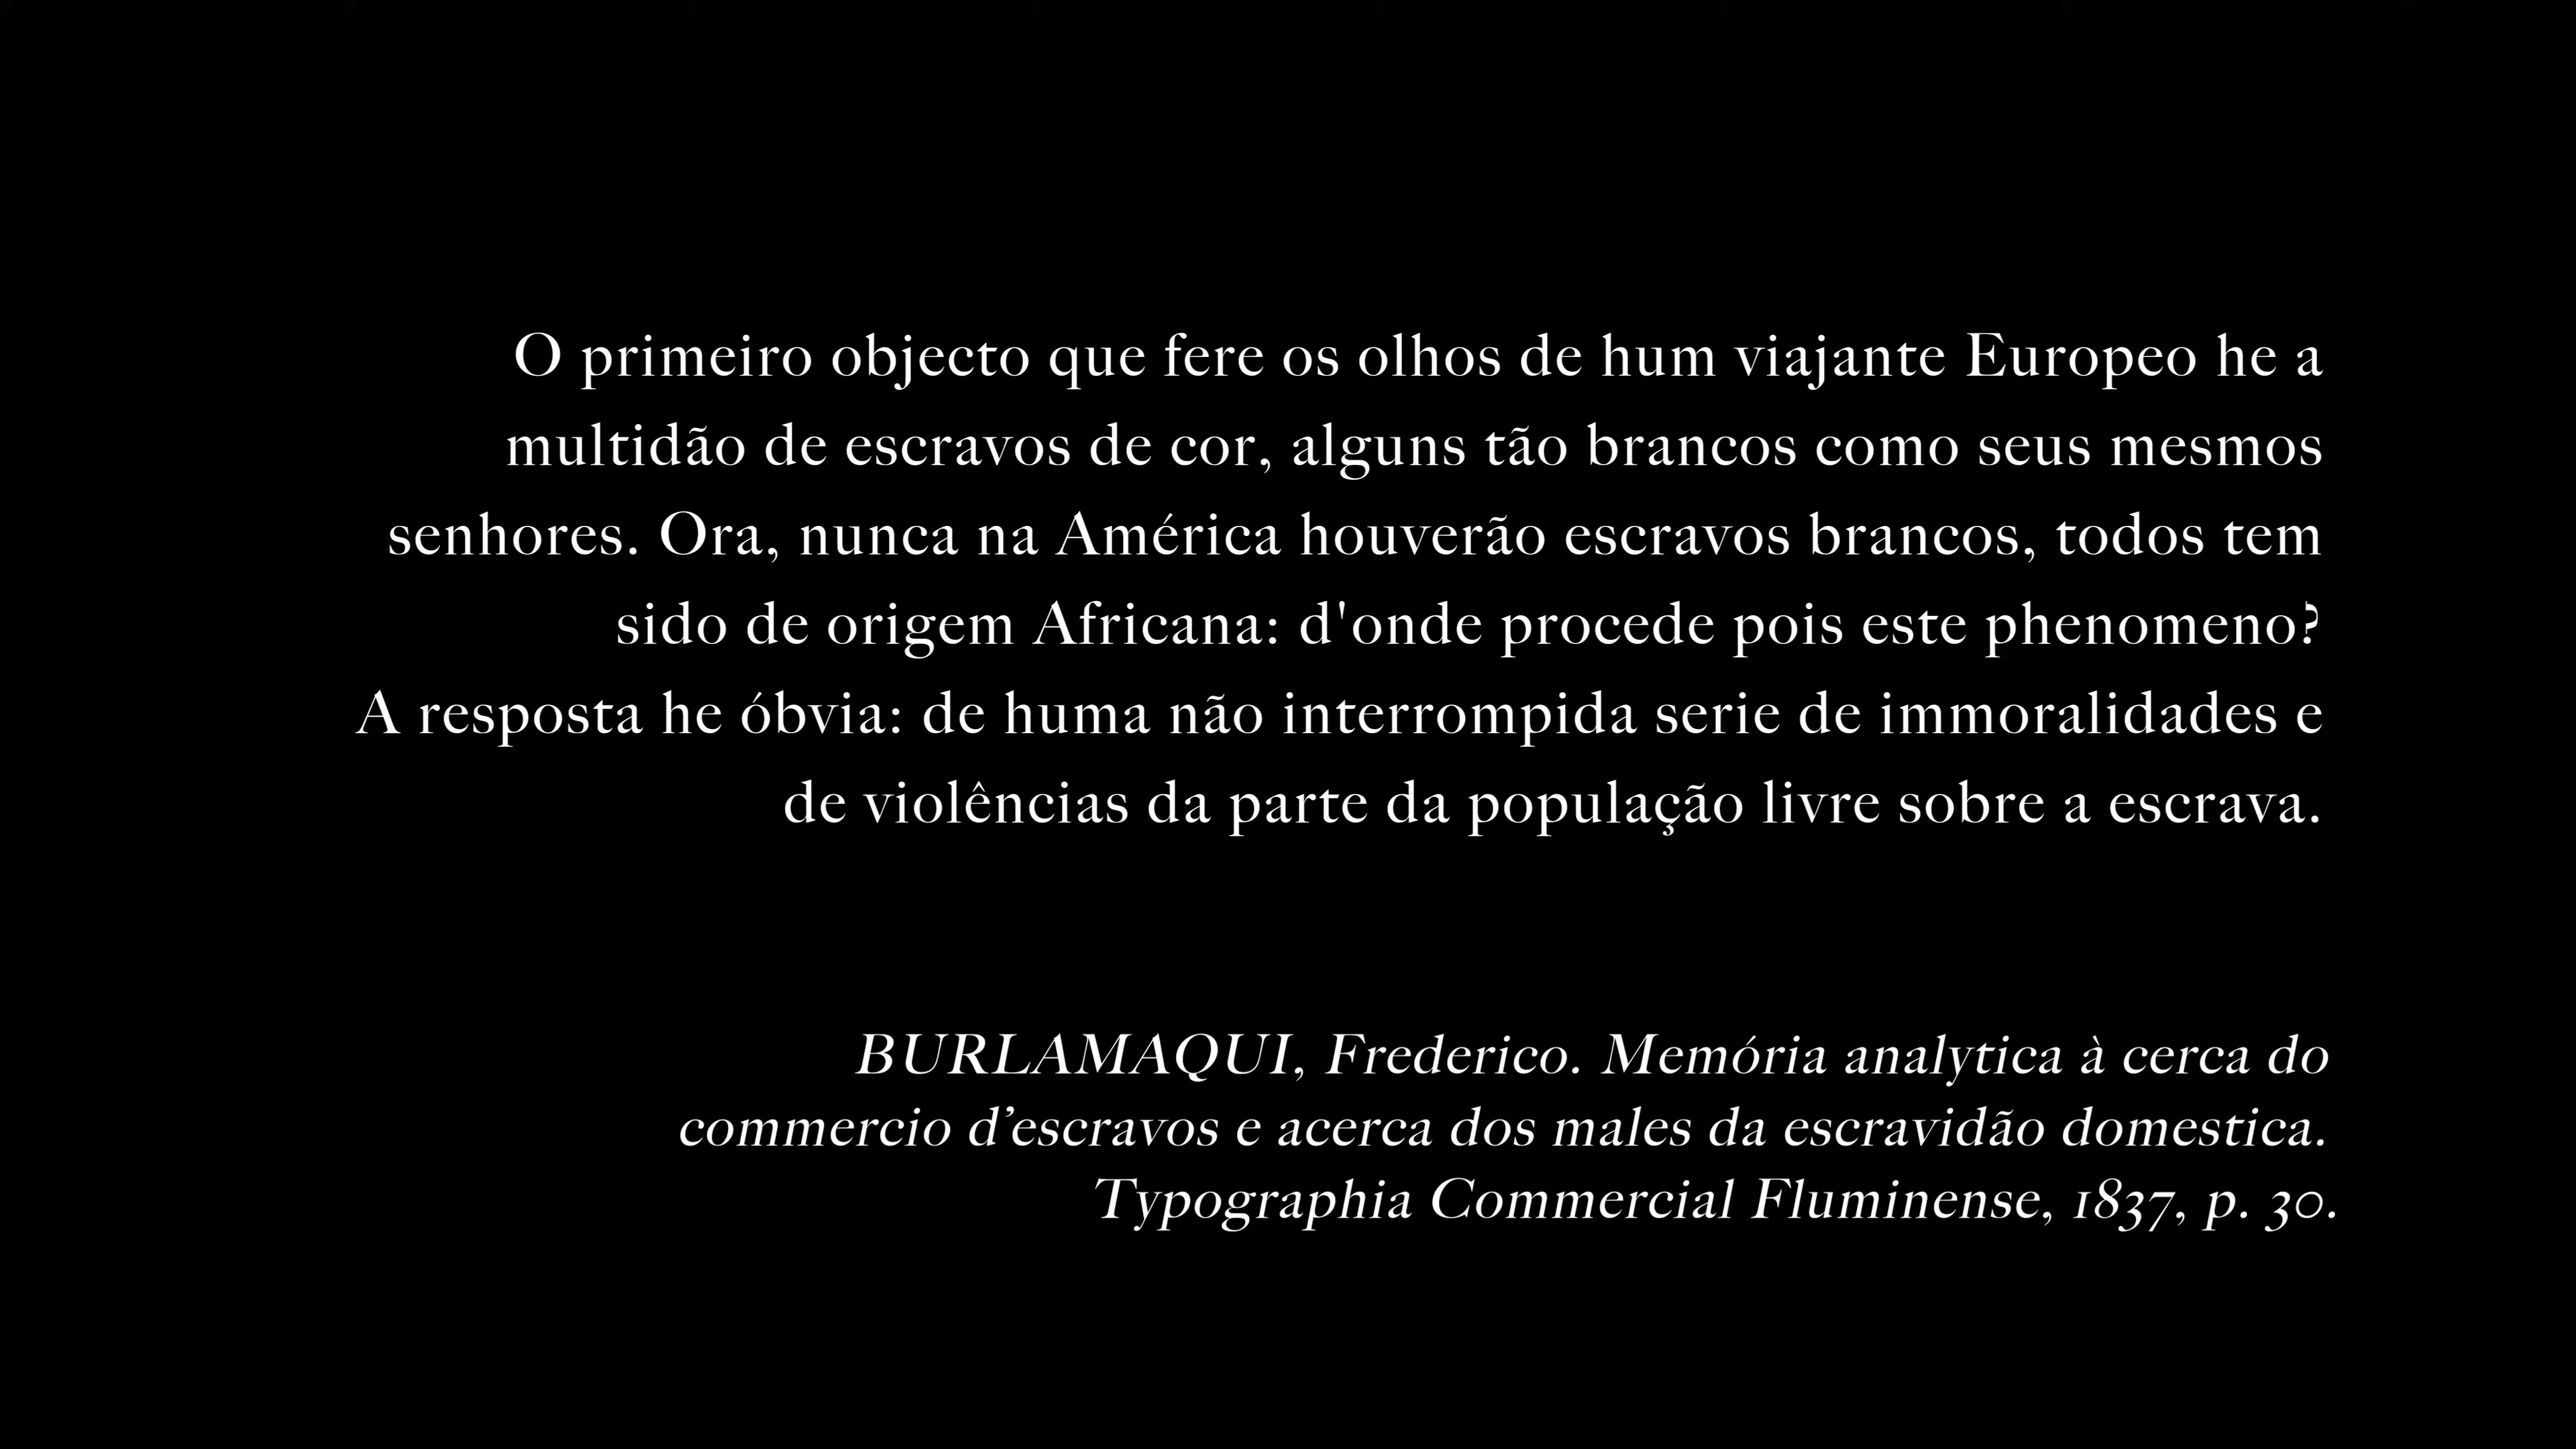 O primeiro objecto que fere os olhos de hum viajante Europeo he a
multidão de escravos de cor, alguns tão brancos como seus mesmos
senhores. Ora, nunca na América houverão escravos brancos, todos tem
sido de origem Africana: d'onde procede pois este phenomeno?
A resposta he óbvia: de huma não interrompida serie de immoralidades e
de violências da parte da população livre sobre a escrava.
BURLAMAQUI, Frederico. Memória analytica à cerca do
commercio d’escravos e acerca dos males da escravidão domestica.
Typographia Commercial Fluminense, 1837, p. 30.